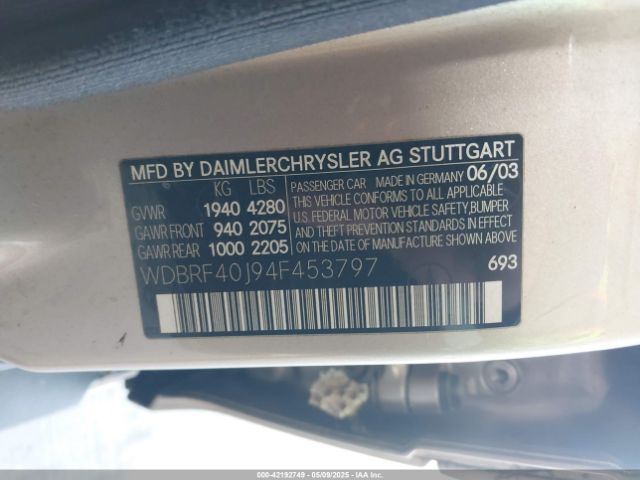 MFD BY DAIMLERCHRYSLER AG STUTTGART
KG LBS
GVWR 1940 4280
GAWR FRONT 940 2075
GAWR REAR 1000 2205
PASSENGER CAR MADE IN GERMANY 06/03
THIS VEHICLE CONFORMS TO ALL APPLICABLE
U.S. FEDERAL MOTOR VEHICLE SAFETY, BUMPER
AND THEFT PREVENTION STANDARDS IN EFFECT
ON THE DATE OF MANUFACTURE SHOWN ABOVE.
WDBRF40J94F453797
693
000-42192749 - 05/09/2025 - IAAI.COM